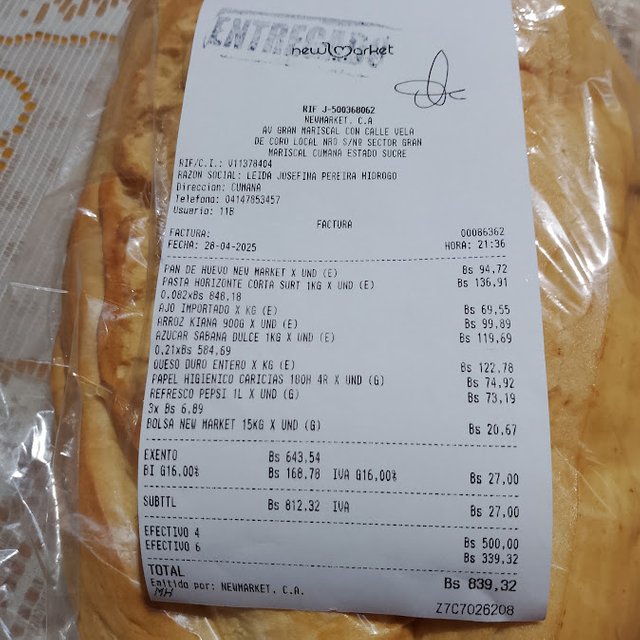 ENTREGADO
newmarket
RIF J-500368062
NEWMARKET, C.A
AV GRAN MARISCAL CON CALLE VELA
DE CORO LOCAL NRO S/Nº SECTOR GRAN
MARISCAL CUMANA ESTADO SUCRE
RIF/C.I.: V11378404
RAZON SOCIAL: LEIDA JOSEFINA PEREIRA HIDROGO
Direccion: CUMANA
Telefono: 04147853457
Usuario: 11B
FACTURA
FACTURA: 00086362
FECHA: 28-04-2025 HORA: 21:36
PAN DE HUEVO NEW MARKET X UND (E) Bs 94,72
PASTA HORIZONTE CORTA SURT 1KG X UND (E) Bs 136,91
0,082xBs 848,18
AJO IMPORTADO X KG (E) Bs 69,55
ARROZ KIANA 900G X UND (E) Bs 99,89
AZUCAR SABANA DULCE 1KG X UND (E) Bs 119,69
0,21xBs 584,69
QUESO DURO ENTERO X KG (E) Bs 122,78
PAPEL HIGIENICO CARICIAS 180H 4R X UND (G) Bs 74,92
REFRESCO PEPSI 1L X UND (G) Bs 73,19
3x Bs 6,89
BOLSA NEW MARKET 15KG X UND (G) Bs 20,67
EXENTO Bs 643,54
BI G16,00% Bs 168,78 IVA G16,00% Bs 27,00
SUBTTL Bs 812,32 IVA Bs 27,00
EFECTIVO 4 Bs 500,00
EFECTIVO 6 Bs 339,32
TOTAL Bs 839,32
Emitido por: NEWMARKET, C.A.
MH Z7C7026208